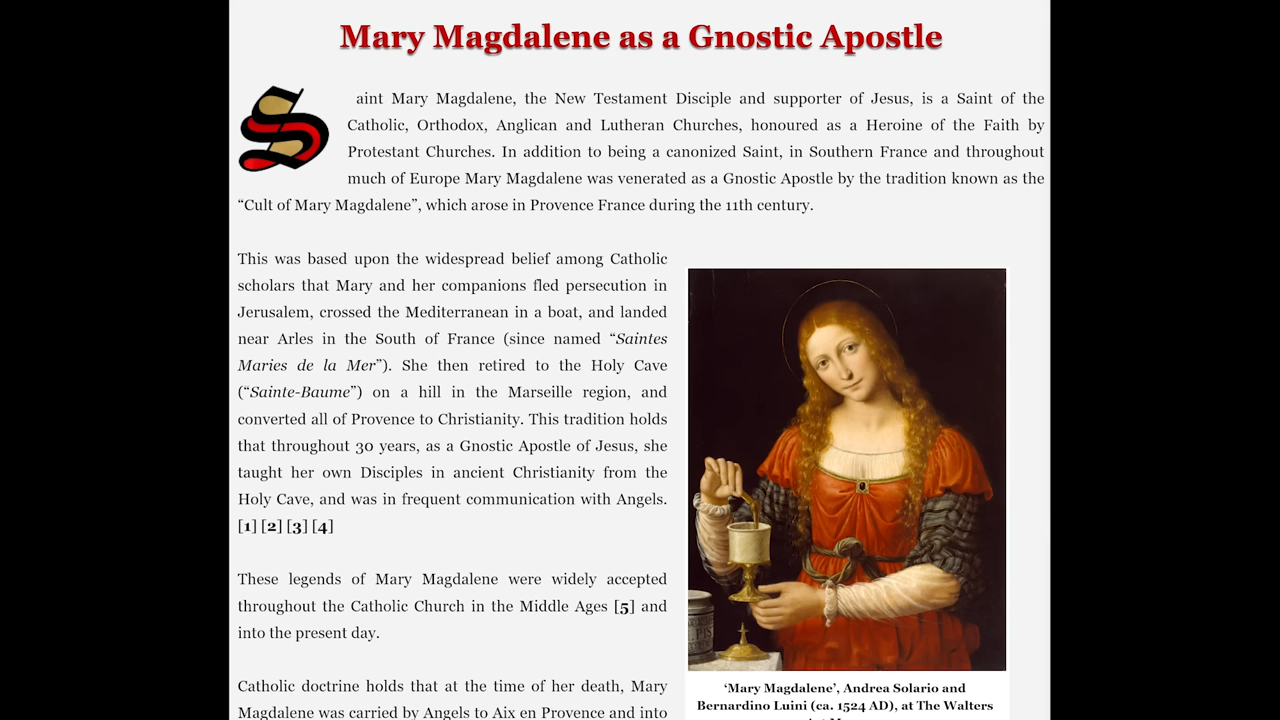 Mary Magdalene as a Gnostic Apostle
Saint Mary Magdalene, the New Testament Disciple and supporter of Jesus, is a Saint of the
Catholic, Orthodox, Anglican and Lutheran Churches, honoured as a Heroine of the Faith by
Protestant Churches. In addition to being a canonized Saint, in Southern France and throughout
much of Europe Mary Magdalene was venerated as a Gnostic Apostle by the tradition known as the
“Cult of Mary Magdalene”, which arose in Provence France during the 11th century.
This was based upon the widespread belief among Catholic
scholars that Mary and her companions fled persecution in
Jerusalem, crossed the Mediterranean in a boat, and landed
near Arles in the South of France (since named “Saintes
Maries de la Mer”). She then retired to the Holy Cave
(“Sainte-Baume”) on a hill in the Marseille region, and
converted all of Provence to Christianity. This tradition holds
that throughout 30 years, as a Gnostic Apostle of Jesus, she
taught her own Disciples in ancient Christianity from the
Holy Cave, and was in frequent communication with Angels.
[1] [2] [3] [4]
These legends of Mary Magdalene were widely accepted
throughout the Catholic Church in the Middle Ages [5] and
into the present day.
Catholic doctrine holds that at the time of her death, Mary
Magdalene was carried by Angels to Aix en Provence and into
‘Mary Magdalene’, Andrea Solario and
Bernardino Luini (ca. 1524 AD), at The Walters